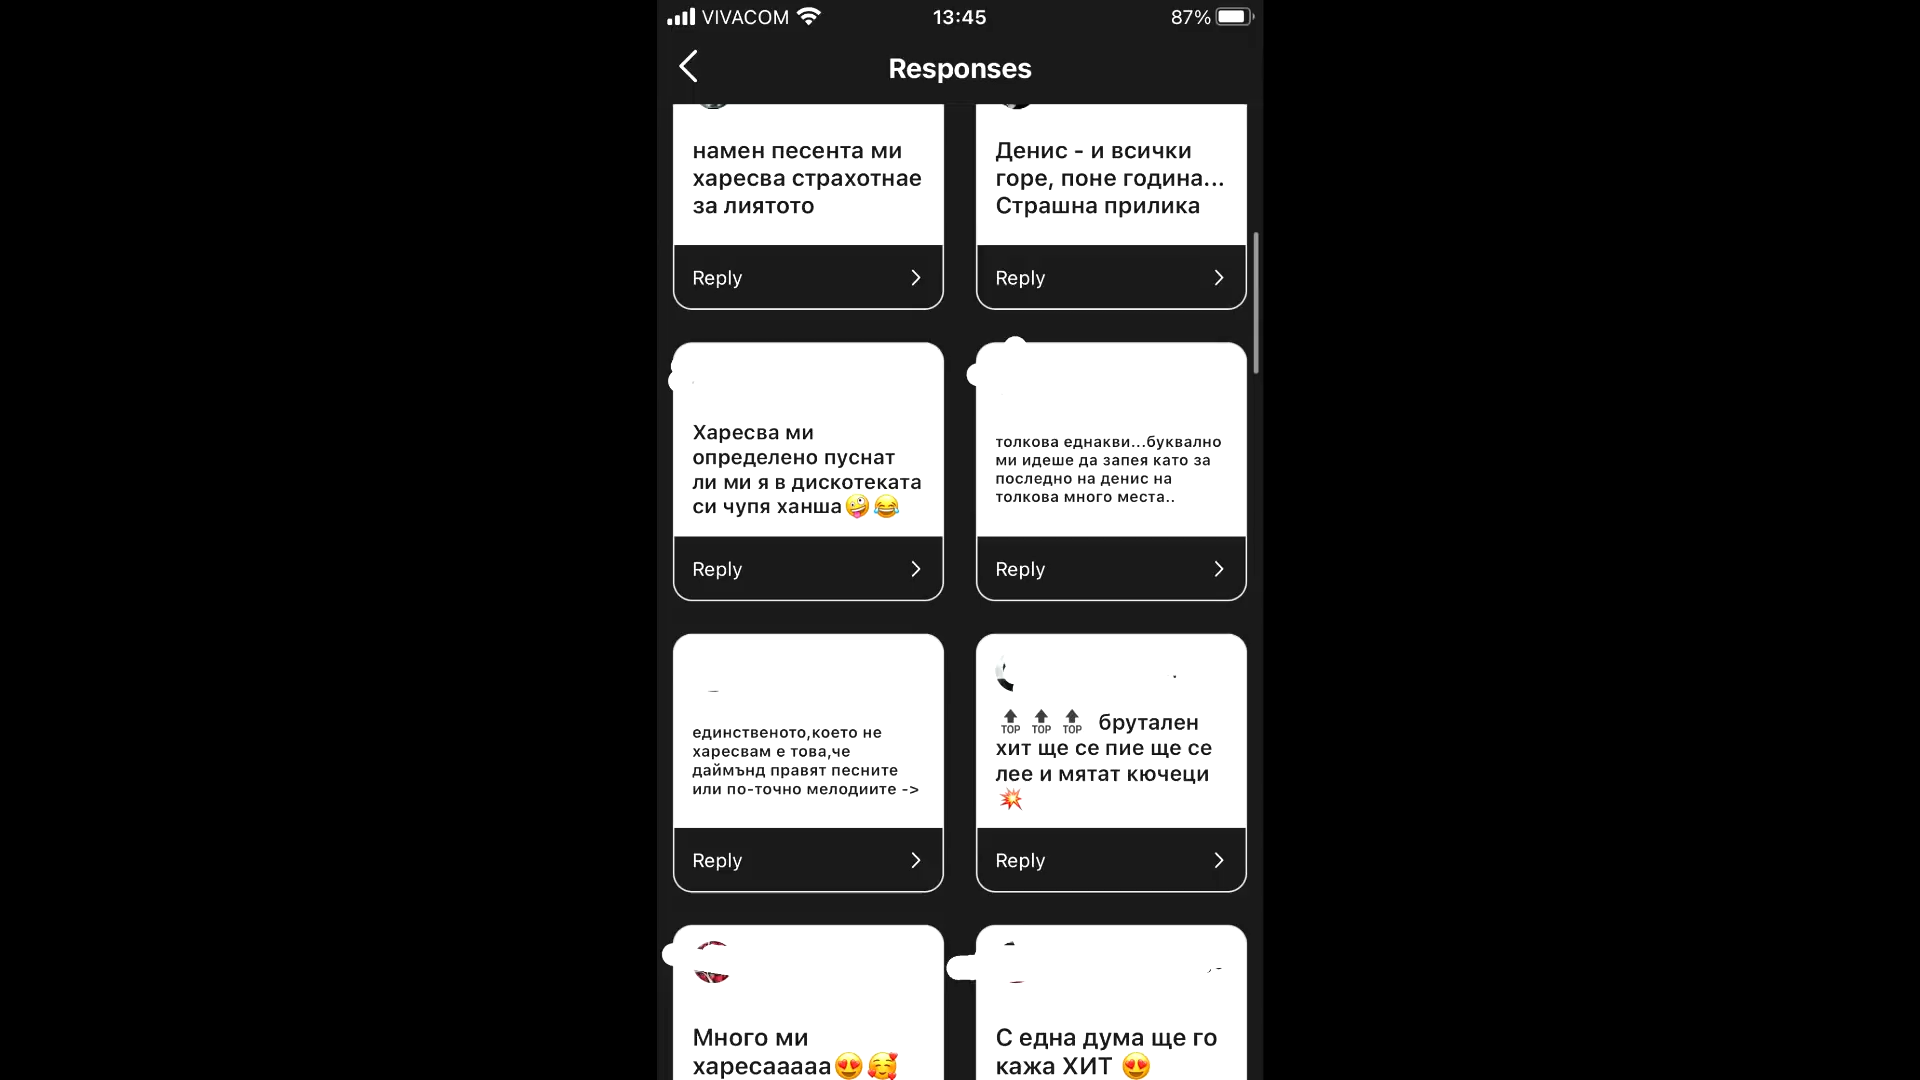 VIVACOM 13:45 87%
Responses
намен песента ми
харесва страхотнае
за лиятото
Reply
Денис - и всички
горе, поне година...
Страшна прилика
Reply
Харесва ми
определено пуснат
ли ми я в дискотеката
си чупя ханша🤪😂
Reply
толкова еднакви...буквално
ми идеше да запея като за
последно на денис на
толкова много места..
Reply
единственото,което не
харесвам е това,че
даймънд правят песните
или по-точно мелодиите ->
Reply
🔝 🔝 🔝 брутален
хит ще се пие ще се
лее и мятат кючеци
💥
Reply
Много ми
харесааааа😍🥰
С една дума ще го
кажа ХИТ 😍